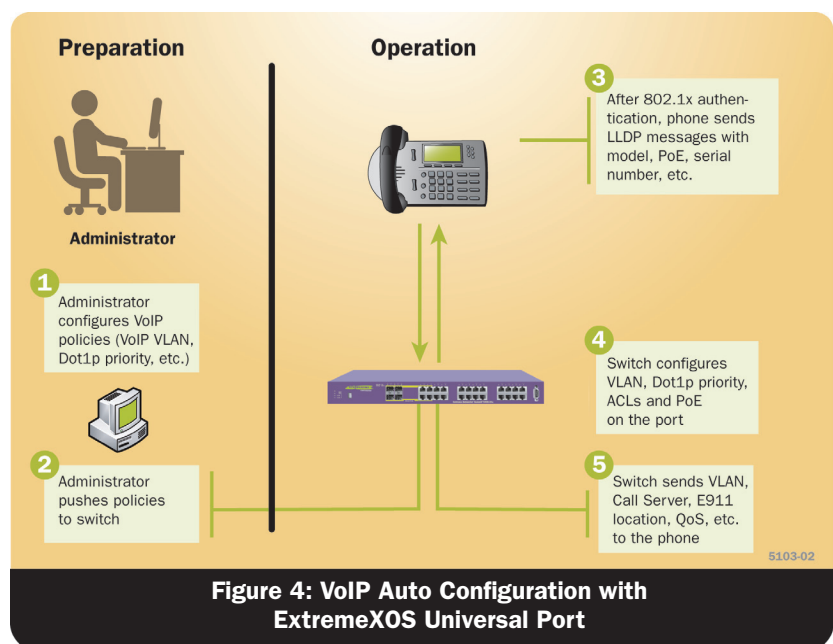 Preparation
Operation
Administrator
1
Administrator
configures VoIP
policies (VoIP VLAN,
Dot1p priority, etc.)
2
Administrator
pushes policies
to switch
3
After 802.1x authen-
tication, phone sends
LLDP messages with
model, PoE, serial
number, etc.
4
Switch configures
VLAN, Dot1p priority,
ACLs and PoE
on the port
5
Switch sends VLAN,
Call Server, E911
location, QoS, etc.
to the phone
5103-02
Figure 4: VoIP Auto Configuration with
ExtremeXOS Universal Port